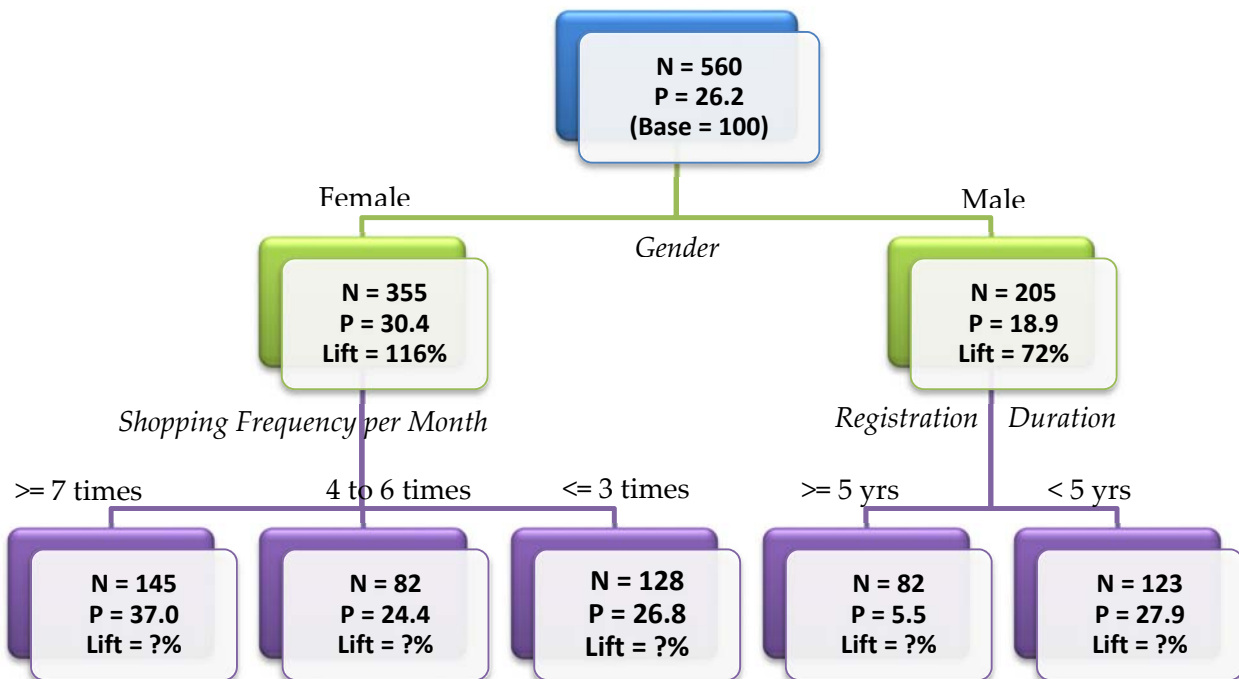 N = 560
P = 26.2
(Base = 100)
Female
Male
Gender
N = 355
P = 30.4
Lift = 116%
N = 205
P = 18.9
Lift = 72%
Shopping Frequency per Month
Registration Duration
>= 7 times
4 to 6 times
<= 3 times
>= 5 yrs
< 5 yrs
N = 145
P = 37.0
Lift = ?%
N = 82
P = 24.4
Lift = ?%
N = 128
P = 26.8
Lift = ?%
N = 82
P = 5.5
Lift = ?%
N = 123
P = 27.9
Lift = ?%